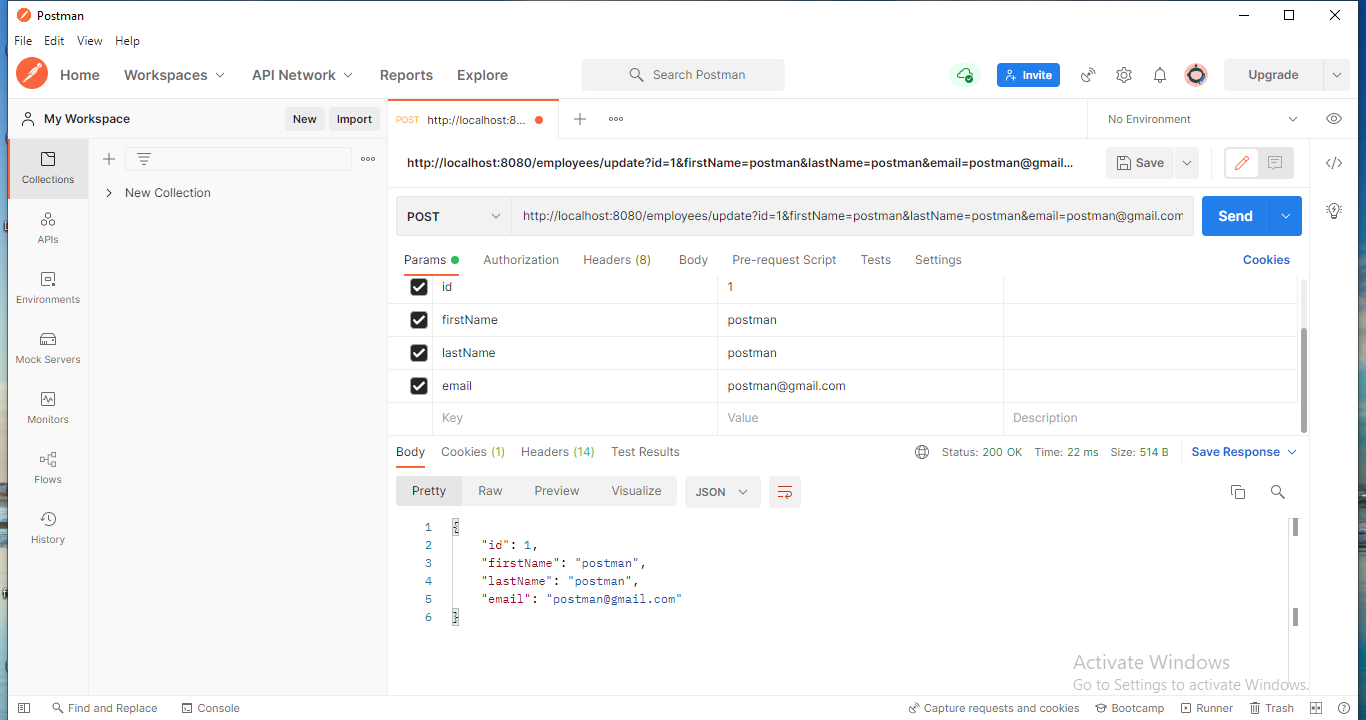 Postman
File Edit View Help
Home Workspaces API Network Reports Explore Search Postman Invite Upgrade
My Workspace New Import POST http://localhost:8... No Environment
http://localhost:8080/employees/update?id=1&firstName=postman&lastName=postman&email=postman@gmail... Save
Collections
New Collection
APIs
Environments
Mock Servers
Monitors
Flows
History
POST http://localhost:8080/employees/update?id=1&firstName=postman&lastName=postman&email=postman@gmail.com Send
Params Authorization Headers (8) Body Pre-request Script Tests Settings Cookies
id 1
firstName postman
lastName postman
email postman@gmail.com
Key Value Description
Body Cookies (1) Headers (14) Test Results Status: 200 OK Time: 22 ms Size: 514 B Save Response
Pretty Raw Preview Visualize JSON
1 {
2 "id": 1,
3 "firstName": "postman",
4 "lastName": "postman",
5 "email": "postman@gmail.com"
6 }
Activate Windows
Go to Settings to activate Windows.
Find and Replace Console Capture requests and cookies Bootcamp Runner Trash